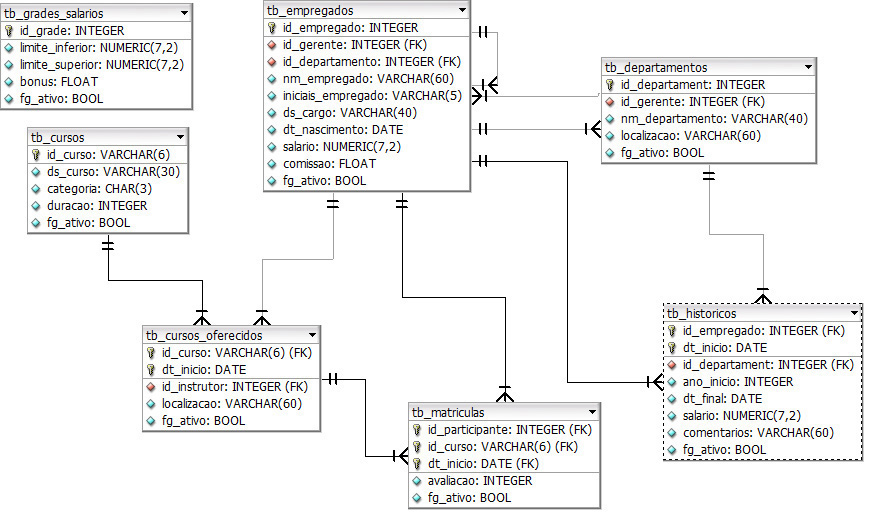 tb_grades_salarios
id_grade: INTEGER
limite_inferior: NUMERIC(7,2)
limite_superior: NUMERIC(7,2)
bonus: FLOAT
fg_ativo: BOOL
tb_empregados
id_empregado: INTEGER
id_gerente: INTEGER (FK)
id_departamento: INTEGER (FK)
nm_empregado: VARCHAR(60)
iniciais_empregado: VARCHAR(5)
ds_cargo: VARCHAR(40)
dt_nascimento: DATE
salario: NUMERIC(7,2)
comissao: FLOAT
fg_ativo: BOOL
tb_departamentos
id_departament: INTEGER
id_gerente: INTEGER (FK)
nm_departamento: VARCHAR(40)
localizacao: VARCHAR(60)
fg_ativo: BOOL
tb_cursos
id_curso: VARCHAR(6)
ds_curso: VARCHAR(30)
categoria: CHAR(3)
duracao: INTEGER
fg_ativo: BOOL
tb_cursos_oferecidos
id_curso: VARCHAR(6) (FK)
dt_inicio: DATE
id_instrutor: INTEGER (FK)
localizacao: VARCHAR(60)
fg_ativo: BOOL
tb_matriculas
id_participante: INTEGER (FK)
id_curso: VARCHAR(6) (FK)
dt_inicio: DATE (FK)
avaliacao: INTEGER
fg_ativo: BOOL
tb_historicos
id_empregado: INTEGER (FK)
dt_inicio: DATE
id_departament: INTEGER (FK)
ano_inicio: INTEGER
dt_final: DATE
salario: NUMERIC(7,2)
comentarios: VARCHAR(60)
fg_ativo: BOOL